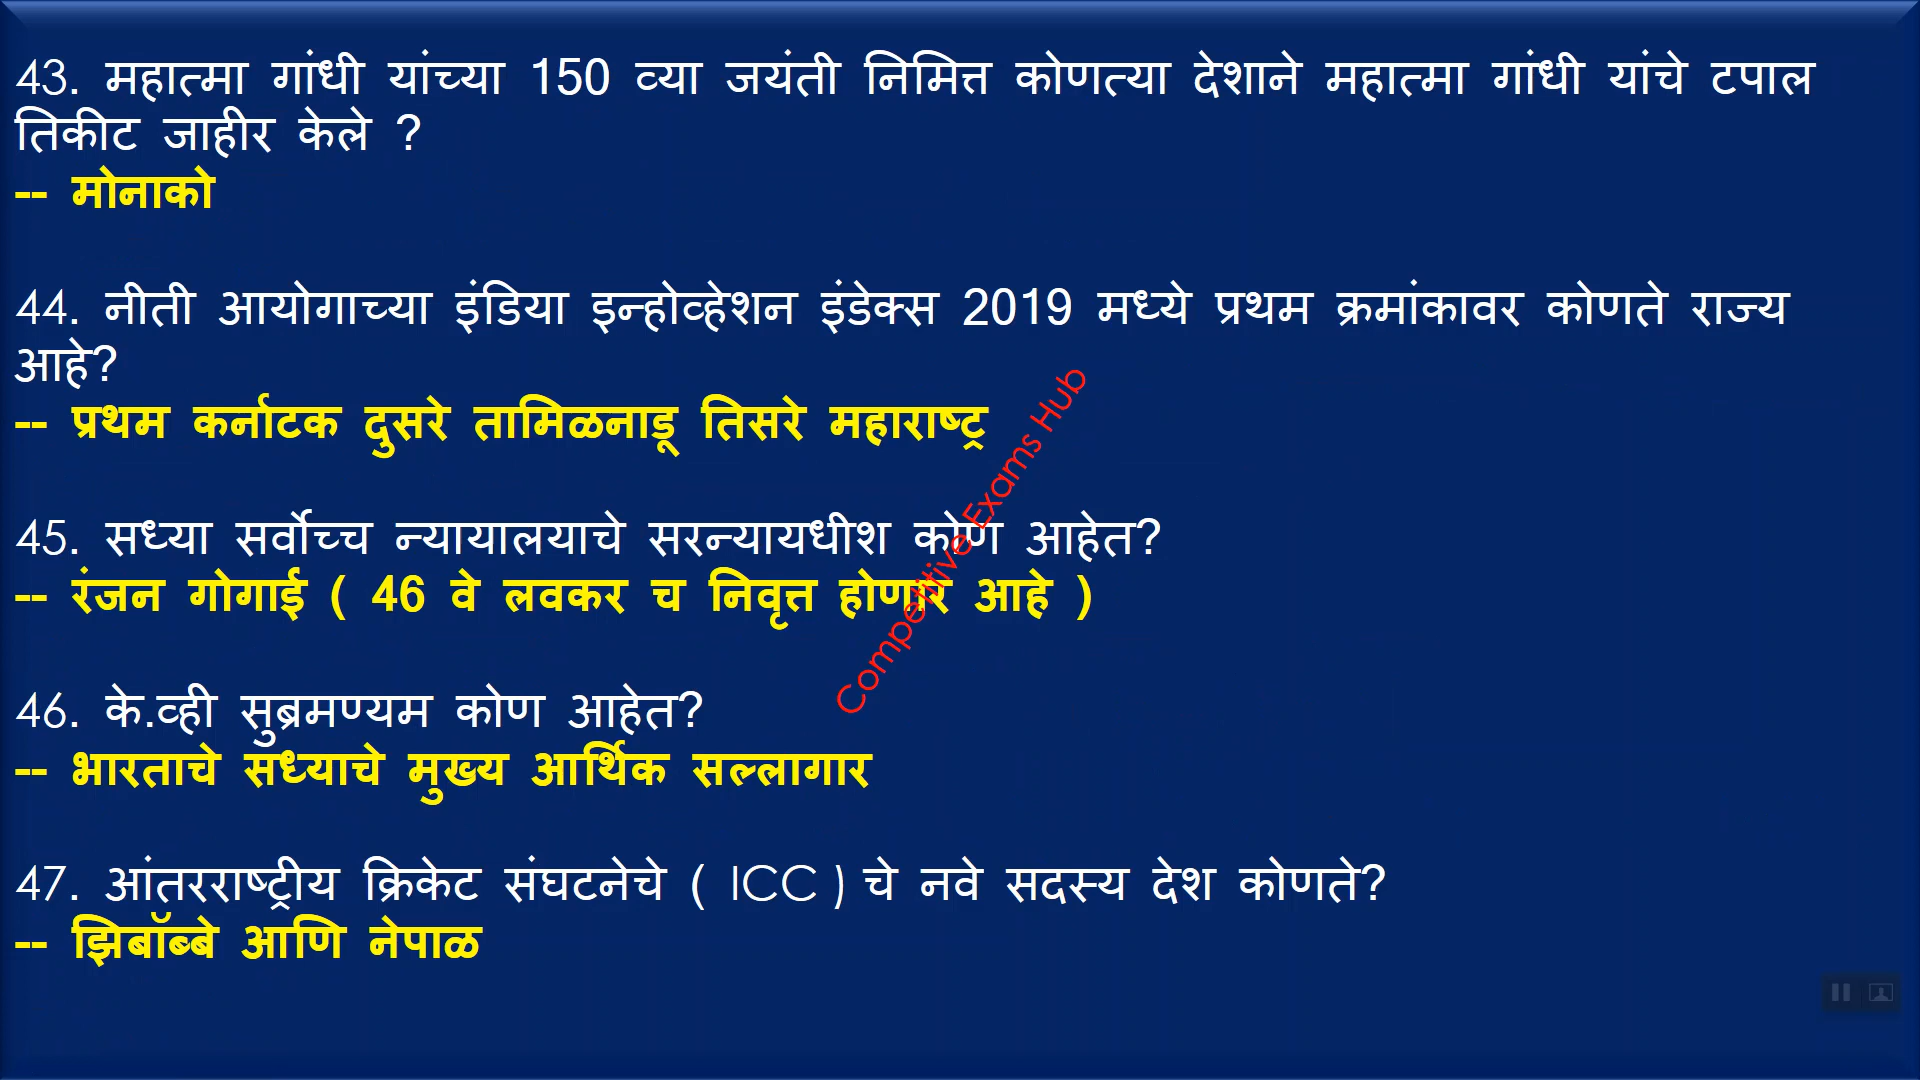 43. महात्मा गांधी यांच्या 150 व्या जयंती निमित्त कोणत्या देशाने महात्मा गांधी यांचे टपाल
तिकीट जाहीर केले ?
-- मोनाको
44. नीती आयोगाच्या इंडिया इन्होव्हेशन इंडेक्स 2019 मध्ये प्रथम क्रमांकावर कोणते राज्य
आहे?
-- प्रथम कर्नाटक दुसरे तामिळनाडू तिसरे महाराष्ट्र
45. सध्या सर्वोच्च न्यायालयाचे सरन्यायधीश कोण आहेत?
-- रंजन गोगाई ( 46 वे लवकर च निवृत्त होणार आहे )
46. के.व्ही सुब्रमण्यम कोण आहेत?
-- भारताचे सध्याचे मुख्य आर्थिक सल्लागार
47. आंतरराष्ट्रीय क्रिकेट संघटनेचे ( ICC ) चे नवे सदस्य देश कोणते?
-- झिबॉब्बे आणि नेपाळ
Competitive Exams Hub